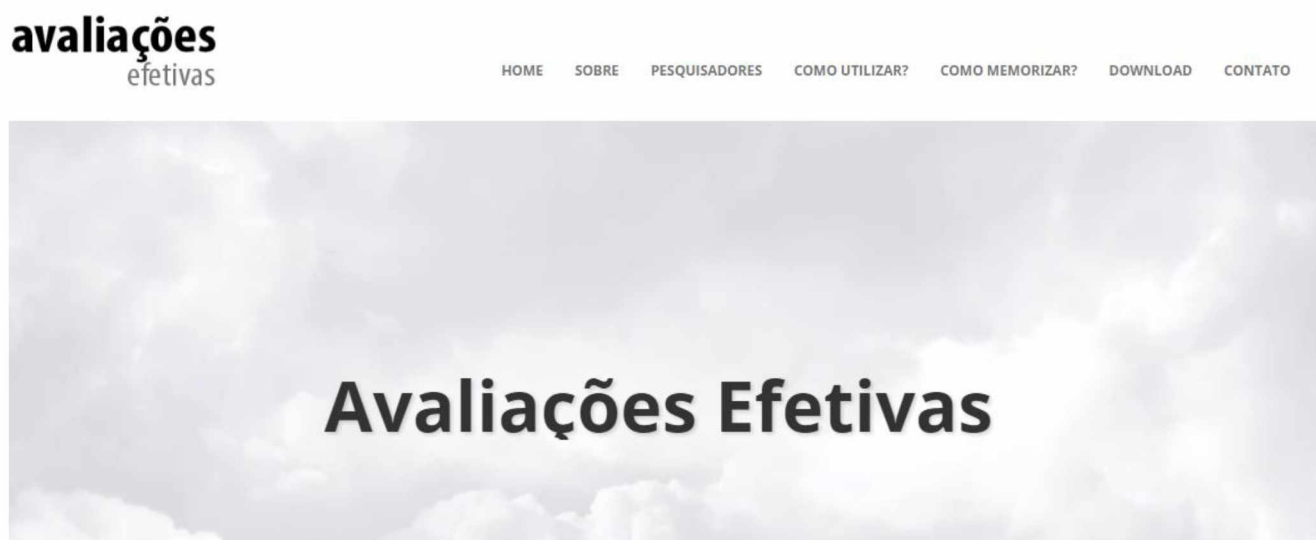 avaliações
efetivas
HOME SOBRE PESQUISADORES COMO UTILIZAR? COMO MEMORIZAR? DOWNLOAD CONTATO
Avaliações Efetivas